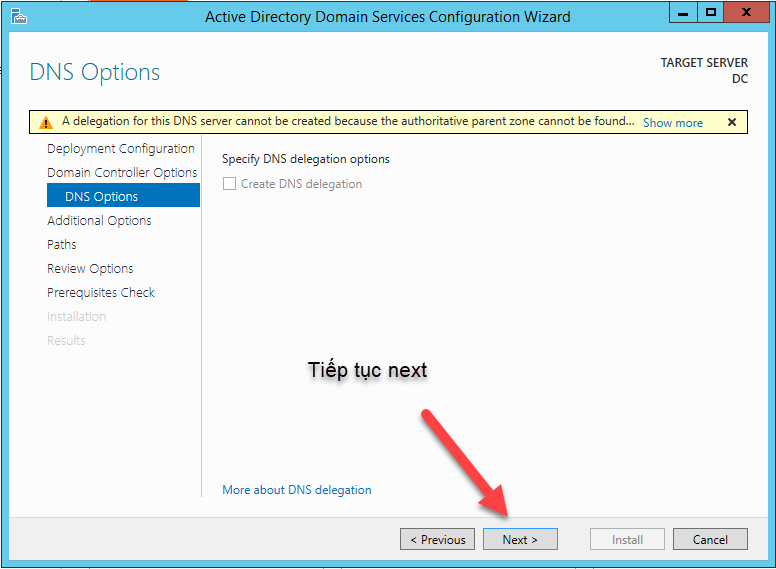 Active Directory Domain Services Configuration Wizard
DNS Options
TARGET SERVER
DC
A delegation for this DNS server cannot be created because the authoritative parent zone cannot be found... Show more
Deployment Configuration
Domain Controller Options
DNS Options
Additional Options
Paths
Review Options
Prerequisites Check
Installation
Results
Specify DNS delegation options
Create DNS delegation
Tiếp tục next
More about DNS delegation
< Previous
Next >
Install
Cancel